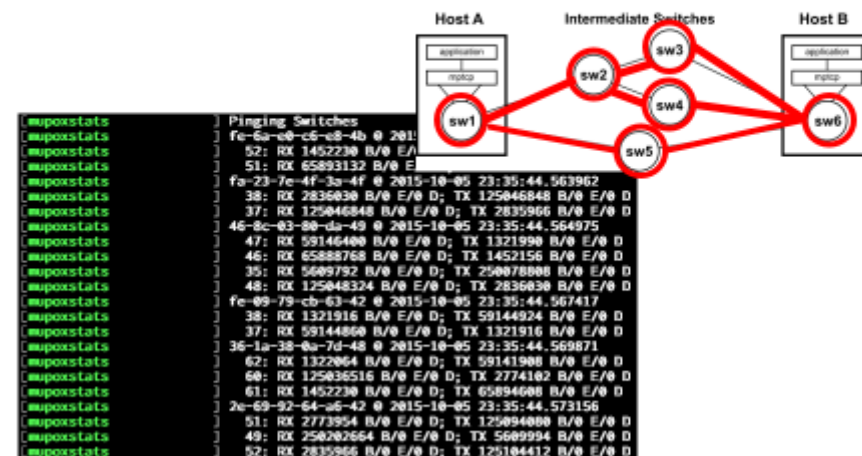 Host A
Intermediate Switches
Host B
application
mptcp
sw1
sw2
sw3
sw4
sw5
application
mptcp
sw6
[mupoxstats ] Pinging Switches
[mupoxstats ] fe-6a-e0-c6-e8-4b @ 201
[mupoxstats ] 52: RX 1452230 B/0 E/
[mupoxstats ] 51: RX 65893132 B/0 E
[mupoxstats ] fa-23-7e-4f-3a-4f @ 2015-10-05 23:35:44.563962
[mupoxstats ] 38: RX 2836030 B/0 E/0 D; TX 125046848 B/0 E/0 D
[mupoxstats ] 37: RX 125046848 B/0 E/0 D; TX 2835966 B/0 E/0 D
[mupoxstats ] 46-8c-03-80-da-49 @ 2015-10-05 23:35:44.564975
[mupoxstats ] 47: RX 59146400 B/0 E/0 D; TX 1321990 B/0 E/0 D
[mupoxstats ] 46: RX 65888768 B/0 E/0 D; TX 1452156 B/0 E/0 D
[mupoxstats ] 35: RX 5609792 B/0 E/0 D; TX 250078808 B/0 E/0 D
[mupoxstats ] 48: RX 125048324 B/0 E/0 D; TX 2836030 B/0 E/0 D
[mupoxstats ] fe-09-79-cb-63-42 @ 2015-10-05 23:35:44.567417
[mupoxstats ] 38: RX 1321916 B/0 E/0 D; TX 59144924 B/0 E/0 D
[mupoxstats ] 37: RX 59144860 B/0 E/0 D; TX 1321916 B/0 E/0 D
[mupoxstats ] 36-1a-38-0a-7d-48 @ 2015-10-05 23:35:44.569871
[mupoxstats ] 62: RX 1322064 B/0 E/0 D; TX 59141908 B/0 E/0 D
[mupoxstats ] 60: RX 125036516 B/0 E/0 D; TX 2774102 B/0 E/0 D
[mupoxstats ] 61: RX 1452230 B/0 E/0 D; TX 65894608 B/0 E/0 D
[mupoxstats ] 2e-69-92-64-a6-42 @ 2015-10-05 23:35:44.573156
[mupoxstats ] 51: RX 2773954 B/0 E/0 D; TX 125094080 B/0 E/0 D
[mupoxstats ] 49: RX 250202664 B/0 E/0 D; TX 5609994 B/0 E/0 D
[mupoxstats ] 52: RX 2835966 B/0 E/0 D; TX 125104412 B/0 E/0 D